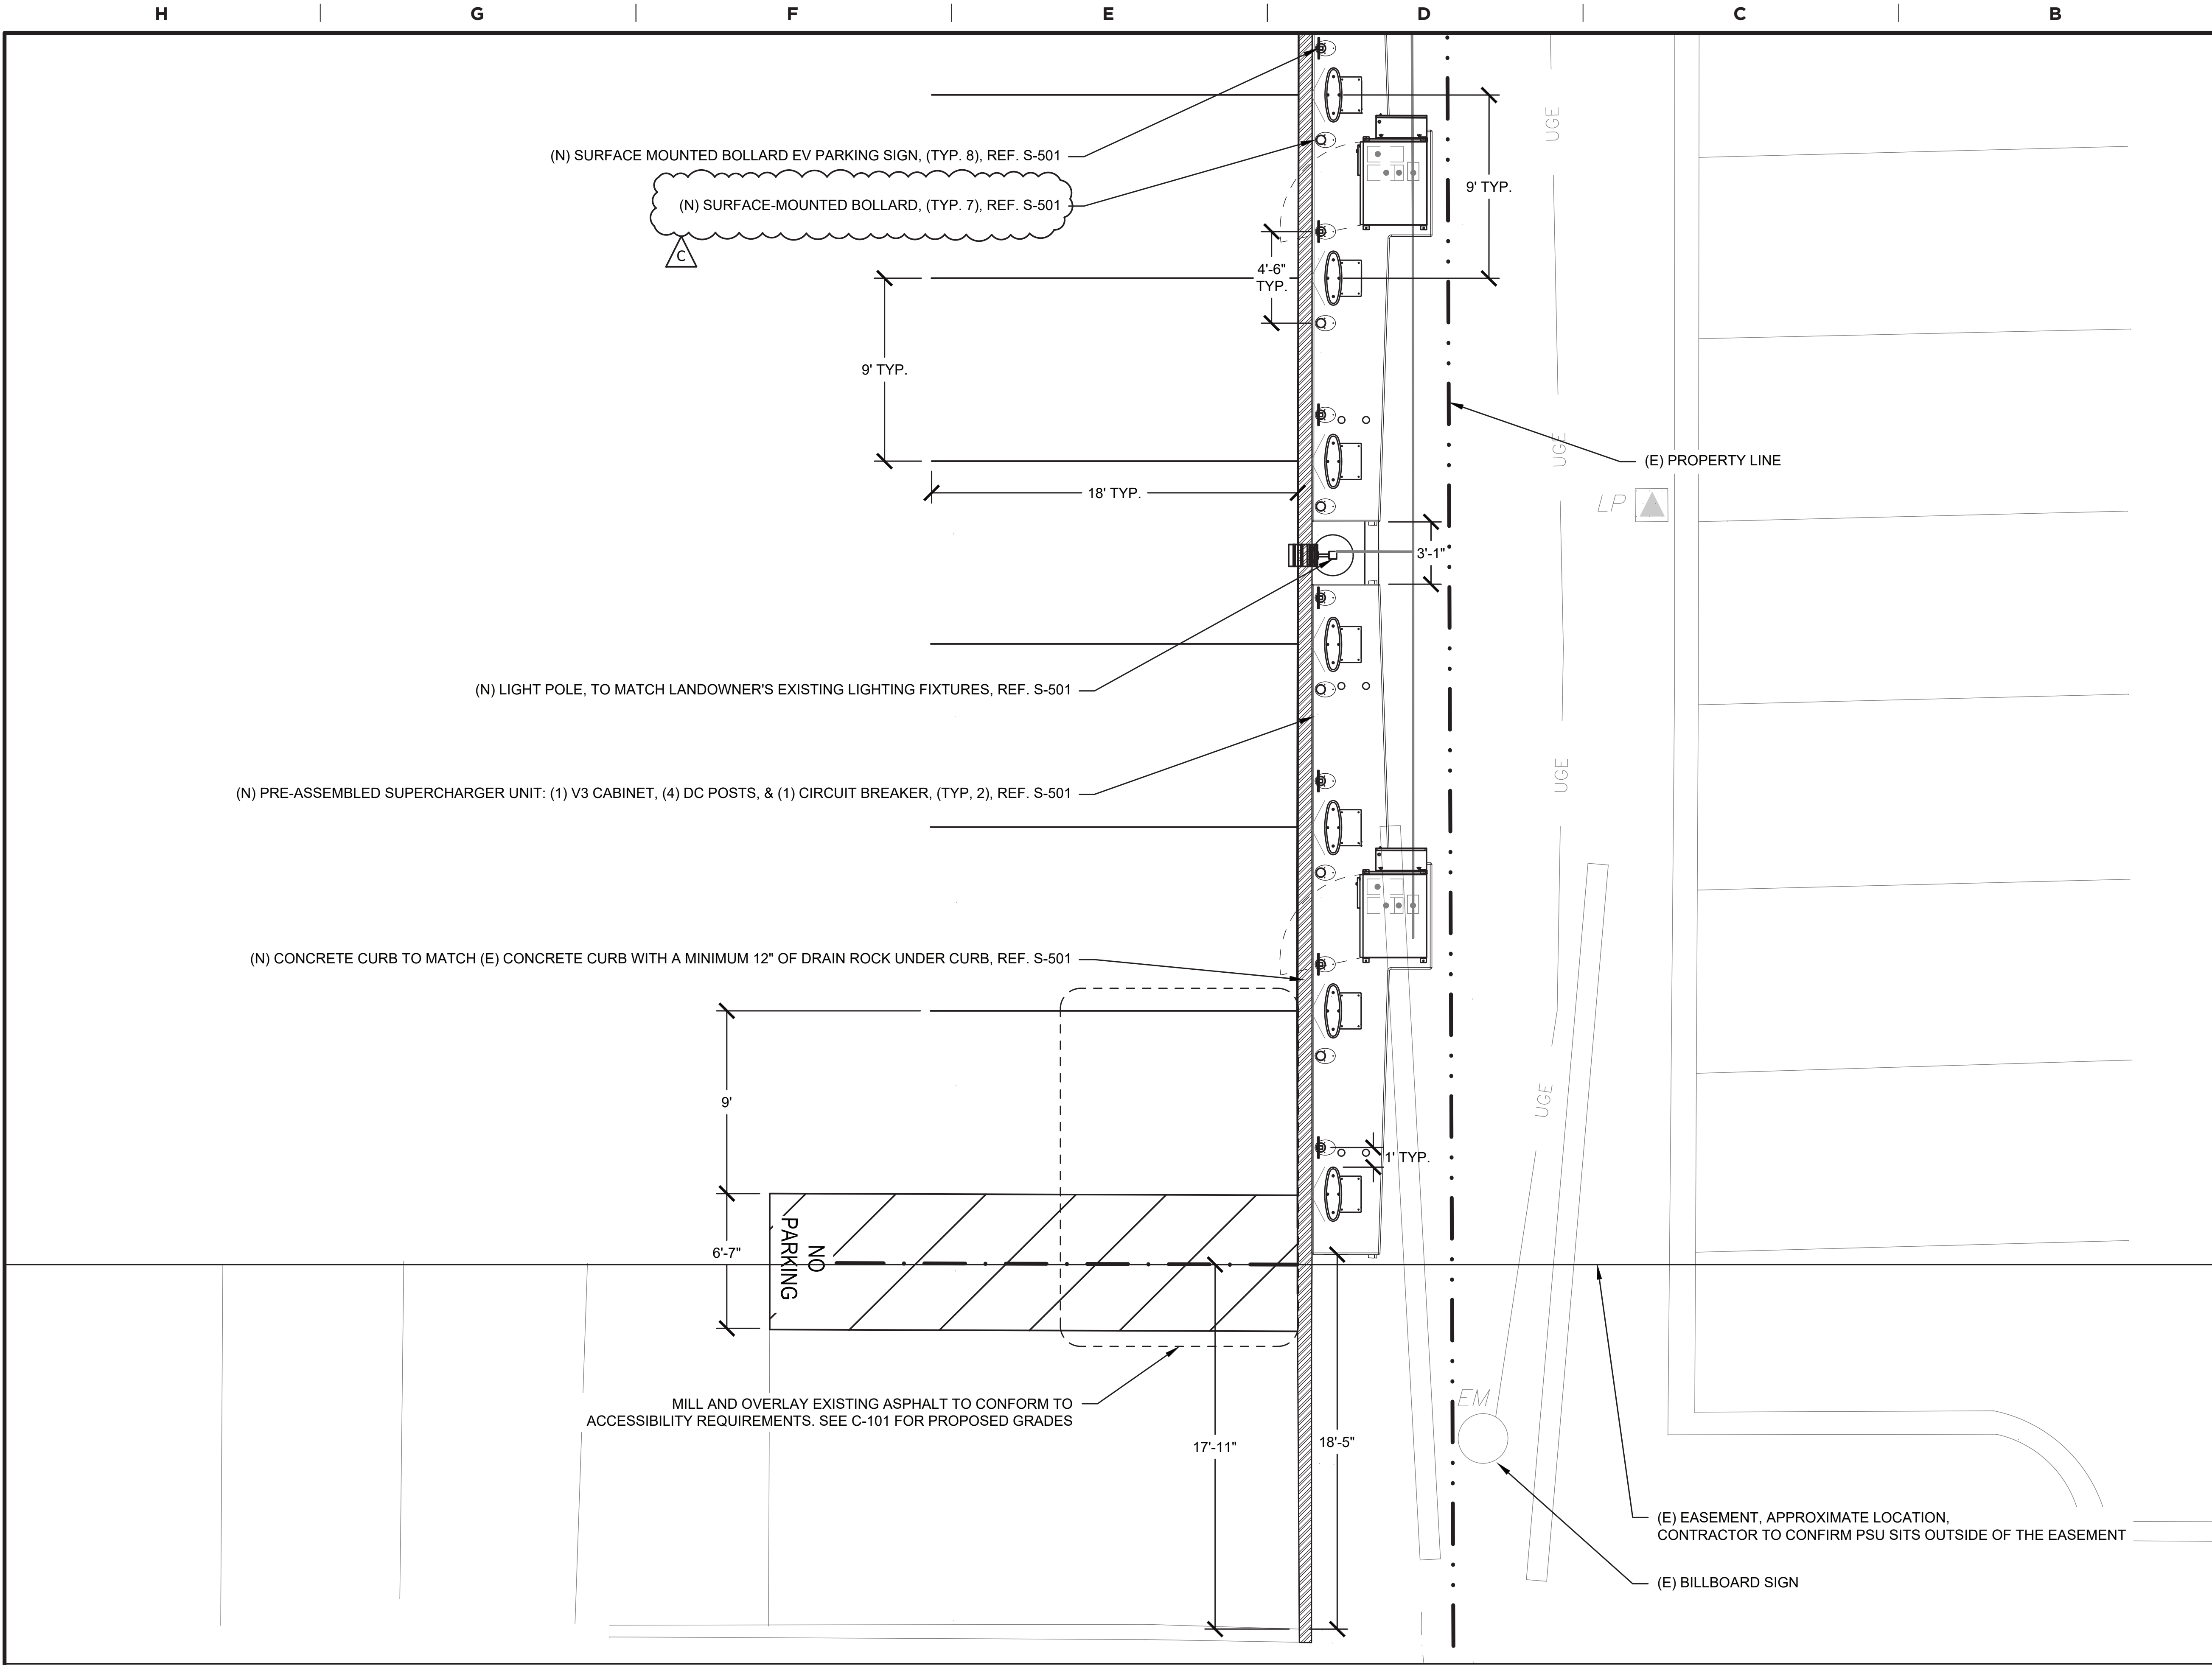 H G F E D C B
(N) SURFACE MOUNTED BOLLARD EV PARKING SIGN, (TYP. 8), REF. S-501
(N) SURFACE-MOUNTED BOLLARD, (TYP. 7), REF. S-501
C
UGE
9' TYP.
4'-6"
TYP.
9' TYP.
18' TYP.
UGE
(E) PROPERTY LINE
LP
3'-1"
(N) LIGHT POLE, TO MATCH LANDOWNER'S EXISTING LIGHTING FIXTURES, REF. S-501
(N) PRE-ASSEMBLED SUPERCHARGER UNIT: (1) V3 CABINET, (4) DC POSTS, & (1) CIRCUIT BREAKER, (TYP, 2), REF. S-501
UGE
(N) CONCRETE CURB TO MATCH (E) CONCRETE CURB WITH A MINIMUM 12" OF DRAIN ROCK UNDER CURB, REF. S-501
9'
UGE
1' TYP.
6'-7"
NO
PARKING
MILL AND OVERLAY EXISTING ASPHALT TO CONFORM TO
ACCESSIBILITY REQUIREMENTS. SEE C-101 FOR PROPOSED GRADES
17'-11"
18'-5"
EM
(E) EASEMENT, APPROXIMATE LOCATION,
CONTRACTOR TO CONFIRM PSU SITS OUTSIDE OF THE EASEMENT
(E) BILLBOARD SIGN